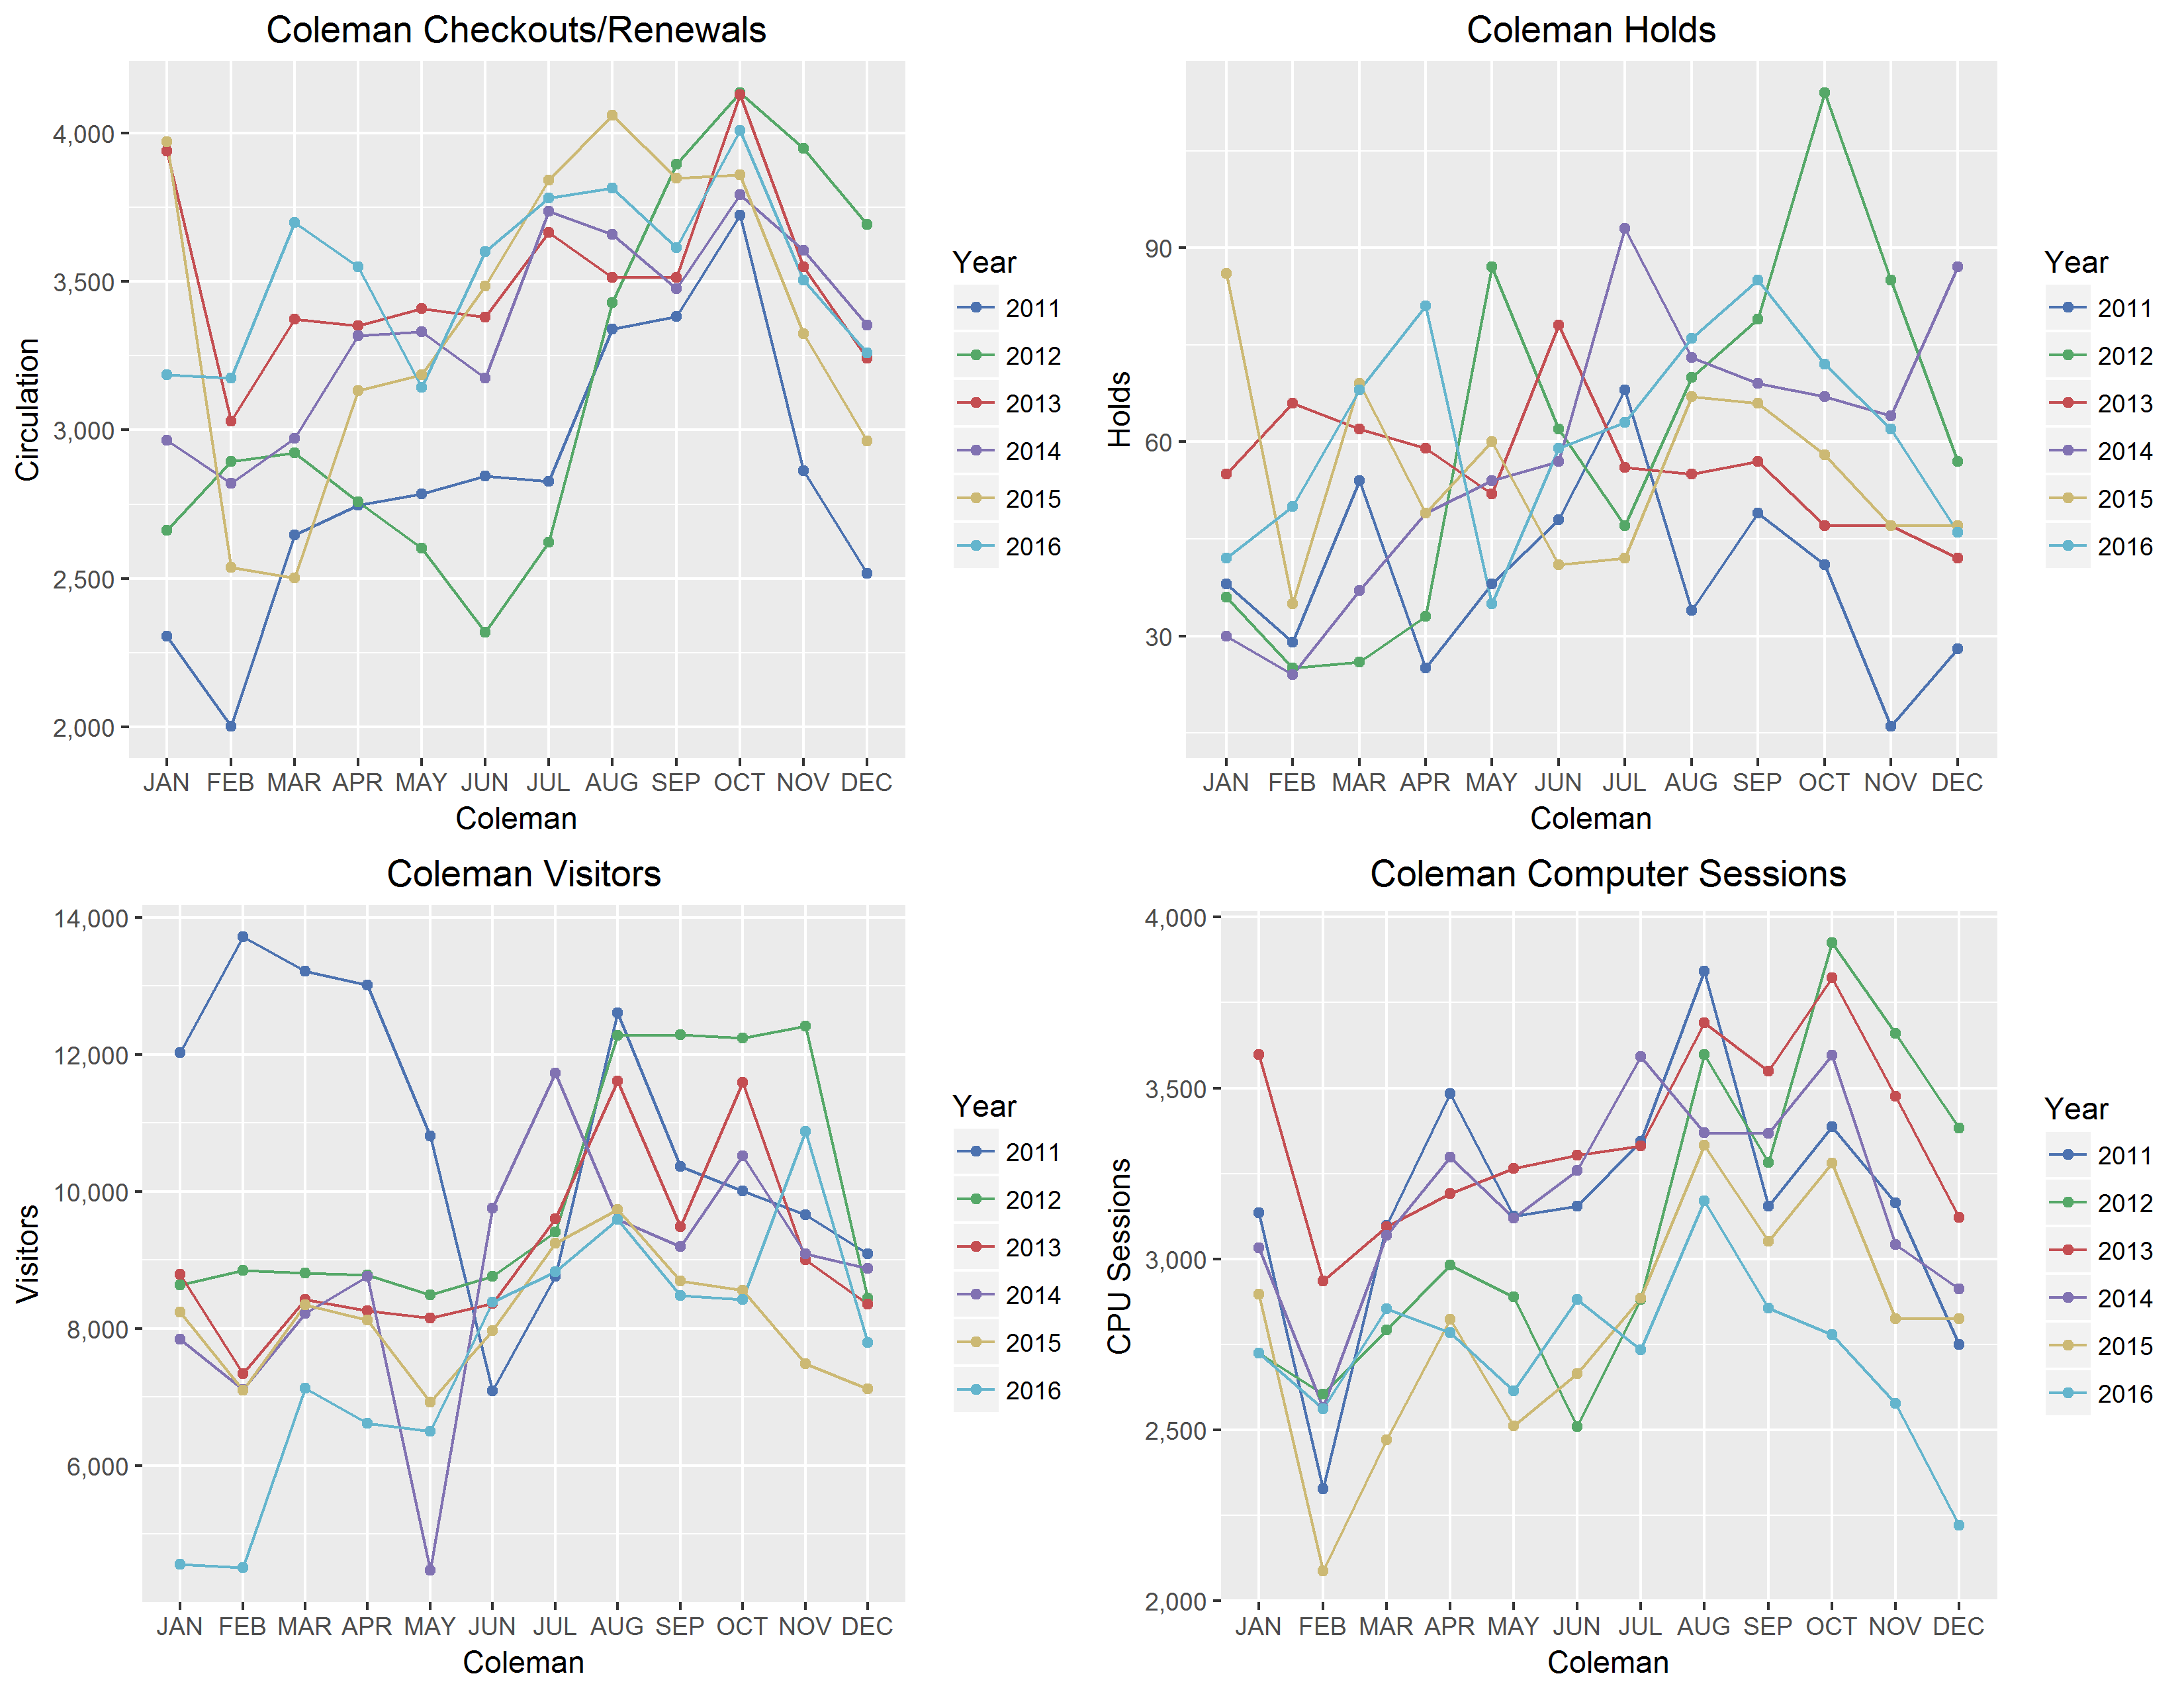 Coleman Checkouts/Renewals
Circulation
4,000
3,500
3,000
2,500
2,000
JAN FEB MAR APR MAY JUN JUL AUG SEP OCT NOV DEC
Coleman
Year
2011
2012
2013
2014
2015
2016
Coleman Holds
Holds
90
60
30
JAN FEB MAR APR MAY JUN JUL AUG SEP OCT NOV DEC
Coleman
Year
2011
2012
2013
2014
2015
2016
Coleman Visitors
Visitors
14,000
12,000
10,000
8,000
6,000
JAN FEB MAR APR MAY JUN JUL AUG SEP OCT NOV DEC
Coleman
Year
2011
2012
2013
2014
2015
2016
Coleman Computer Sessions
CPU Sessions
4,000
3,500
3,000
2,500
2,000
JAN FEB MAR APR MAY JUN JUL AUG SEP OCT NOV DEC
Coleman
Year
2011
2012
2013
2014
2015
2016